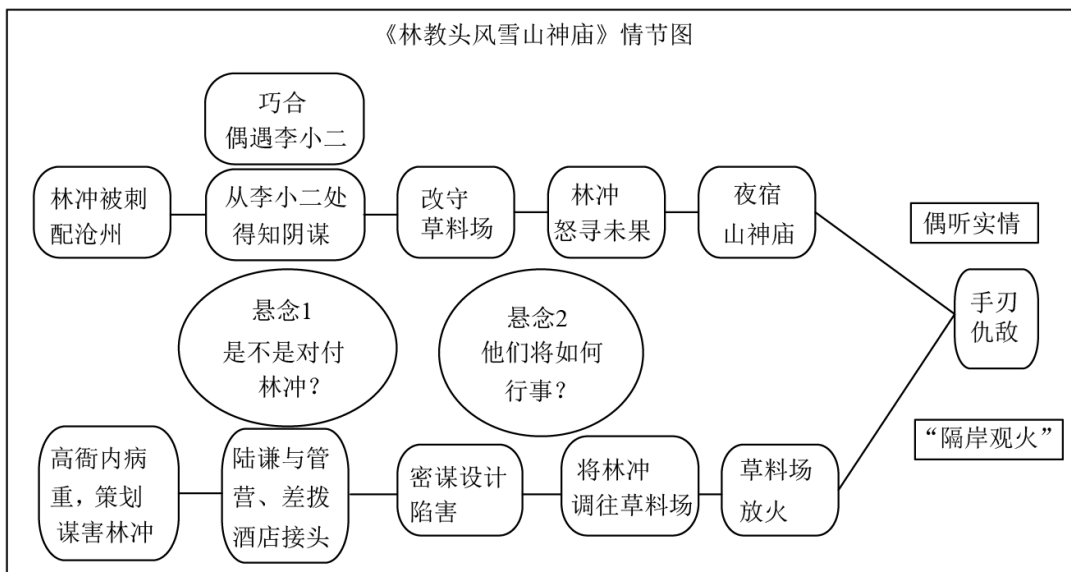 《林教头风雪山神庙》情节图
巧合
偶遇李小二
林冲被刺
配沧州
从李小二处
得知阴谋
改守
草料场
林冲
怒寻未果
夜宿
山神庙
偶听实情
悬念1
是不是对付
林冲?
悬念2
他们将如何
行事?
手刃
仇敌
高衙内病
重,策划
谋害林冲
陆谦与管
营、差拨
酒店接头
密谋设计
陷害
将林冲
调往草料场
草料场
放火
“隔岸观火”